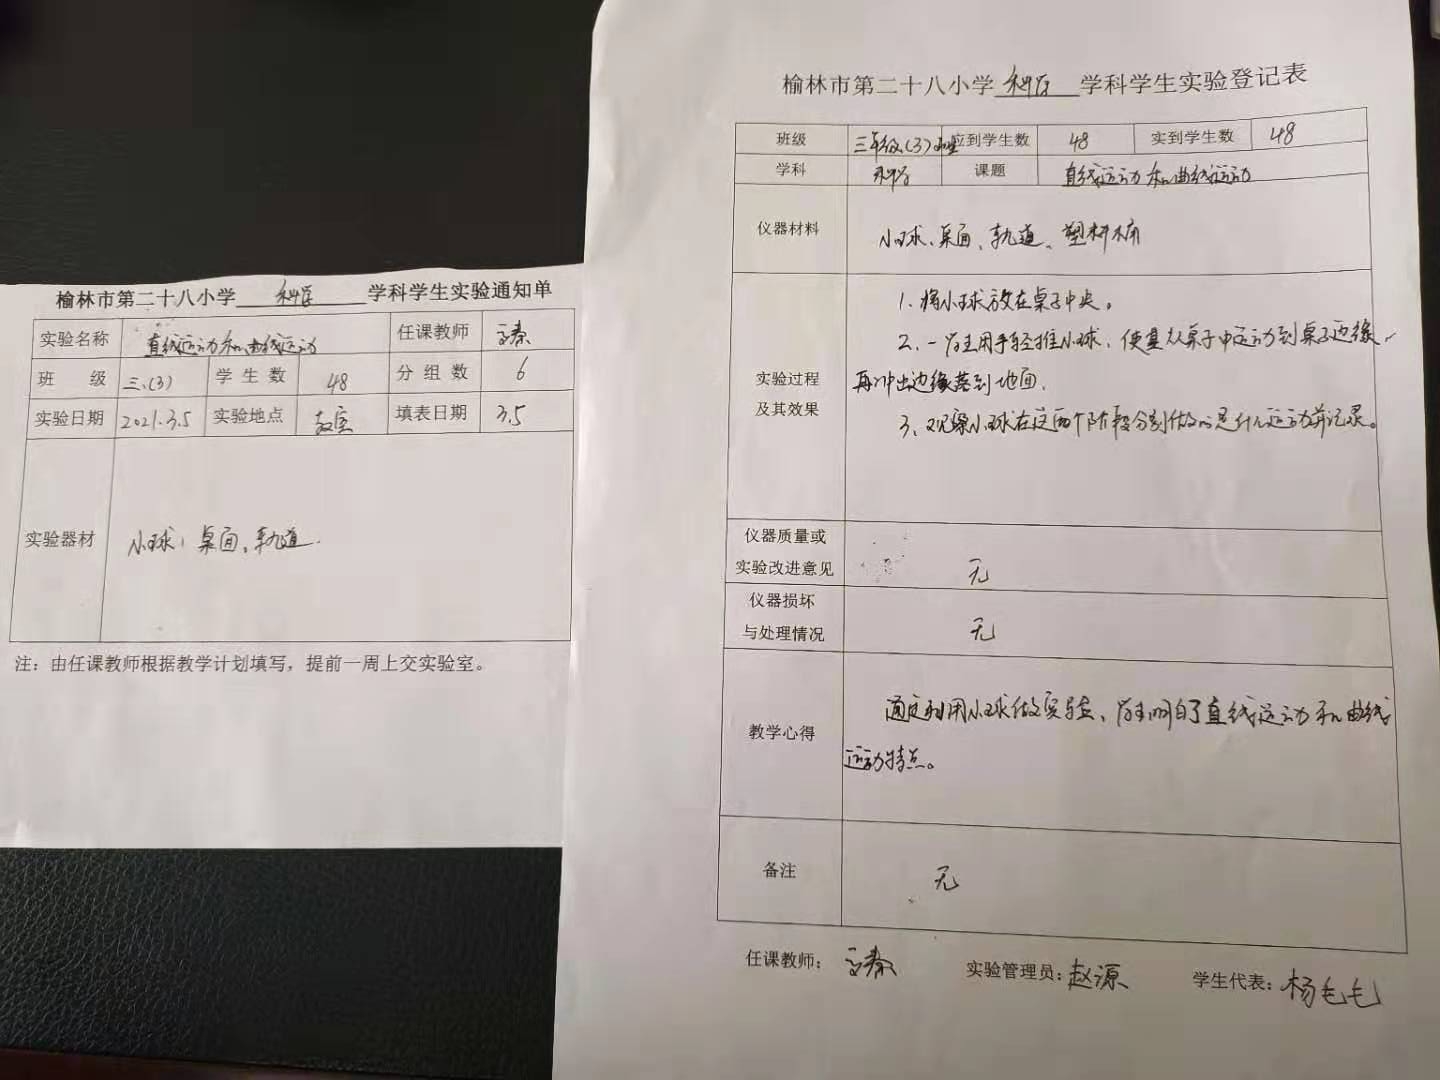 榆林市第二十八小学 科学 学科学生实验通知单
实验名称 直线运动和曲线运动 任课教师
班 级 三.(3) 学生数 48 分组数 6
实验日期 2021.3.5 实验地点 教室 填表日期 3.5
实验器材 小球、桌面、轨道.
注：由任课教师根据教学计划填写，提前一周上交实验室。
榆林市第二十八小学 科学 学科学生实验登记表
班级 三年级(3)班 应到学生数 48 实到学生数 48
学科 科学 课题 直线运动和曲线运动
仪器材料 小球、桌面、轨道、塑料桶
实验过程
及其效果
1.将小球放在桌子中央。
2.一学生用手轻推小球，使其从桌子中运动到桌子边缘，
再冲出边缘落到地面.
3、观察小球在这两个阶段分别做的是什么运动并记录。
仪器质量或
实验改进意见 无
仪器损坏
与处理情况 无
教学心得
通过利用小球做实验、学生明白了直线运动和曲线
运动特点。
备注 无
任课教师： 实验管理员：赵源 学生代表：杨毛毛